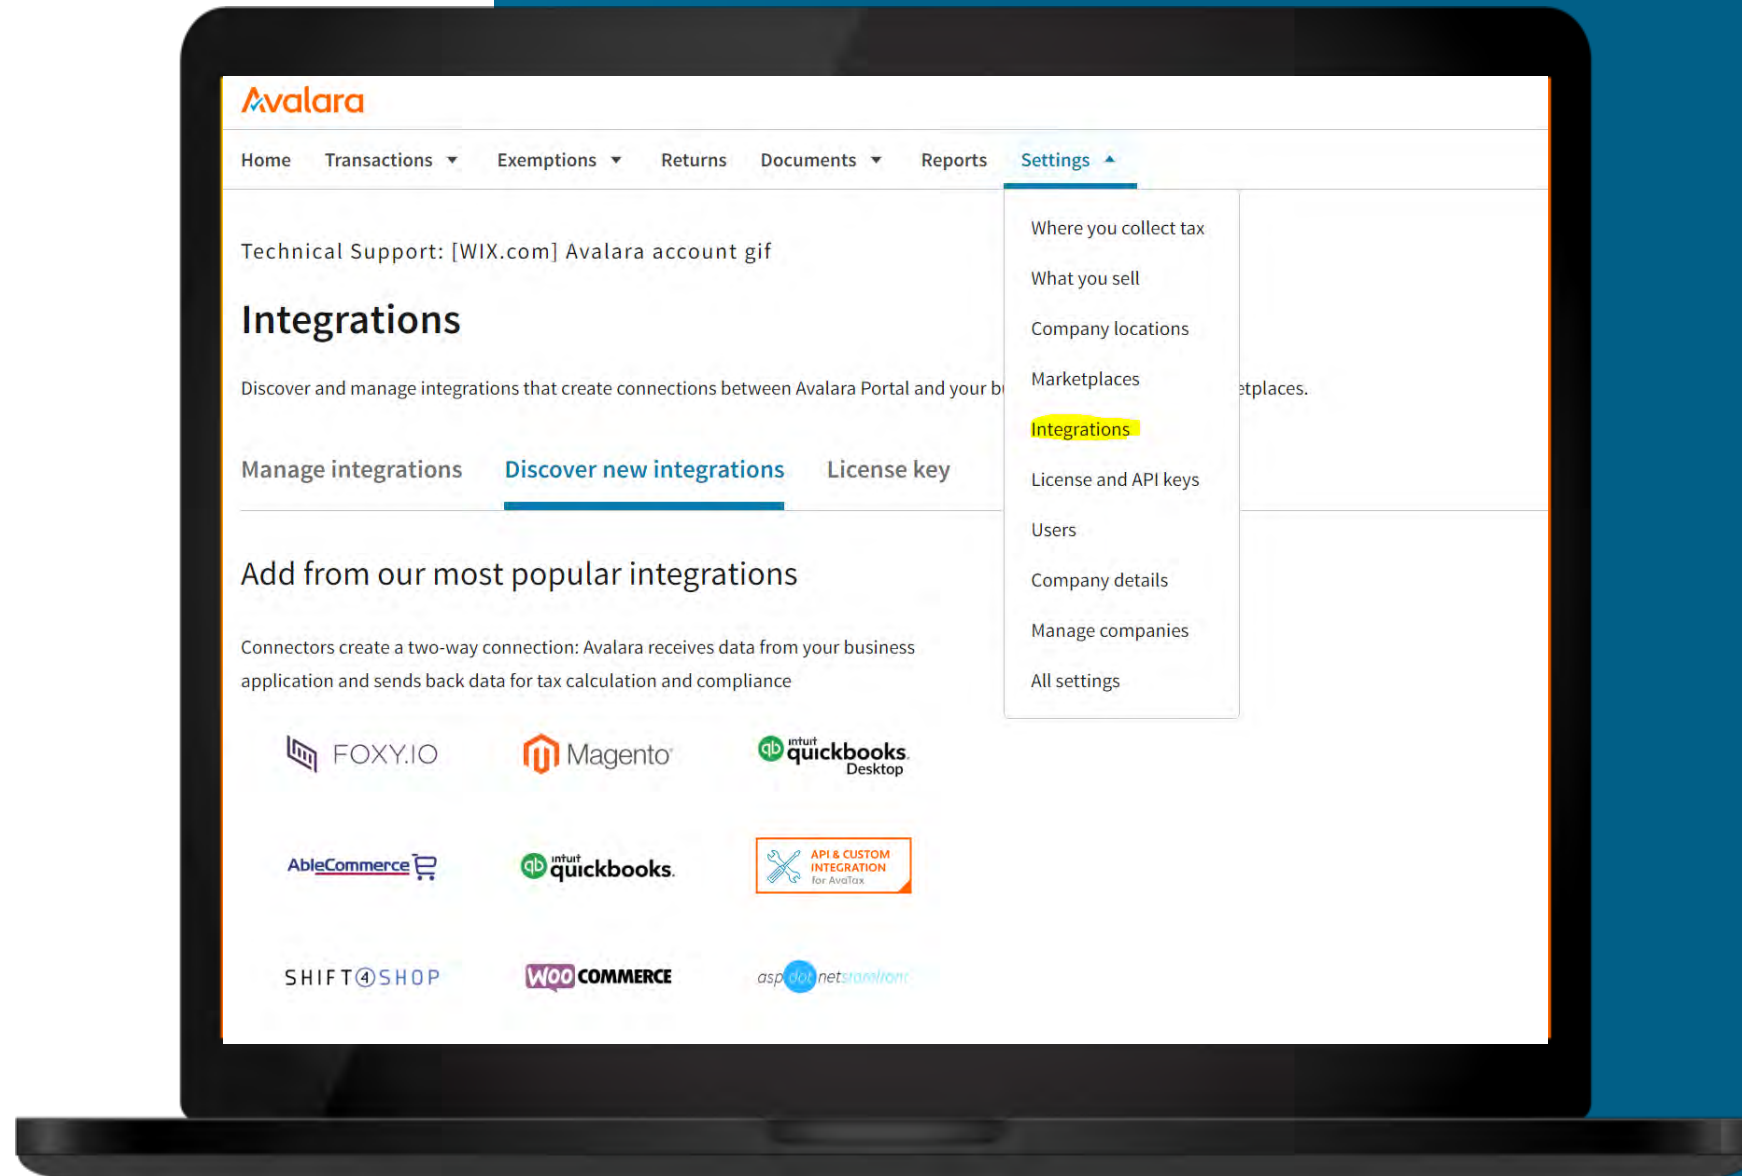 Avalara
Home Transactions Exemptions Returns Documents Reports Settings
Where you collect tax
What you sell
Company locations
Marketplaces
Integrations
License and API keys
Users
Company details
Manage companies
All settings
Technical Support: [WIX.com] Avalara account gif
Integrations
Discover and manage integrations that create connections between Avalara Portal and your
Manage integrations Discover new integrations License key
Add from our most popular integrations
Connectors create a two-way connection: Avalara receives data from your business
application and sends back data for tax calculation and compliance
FOXY.IO
Magento
qb intuit quickbooks.
Desktop
AbleCommerce
qb intuit quickbooks.
API & CUSTOM
INTEGRATION
for AvaTax
SHIFT4SHOP
WOO COMMERCE
aspdotnetstorefront